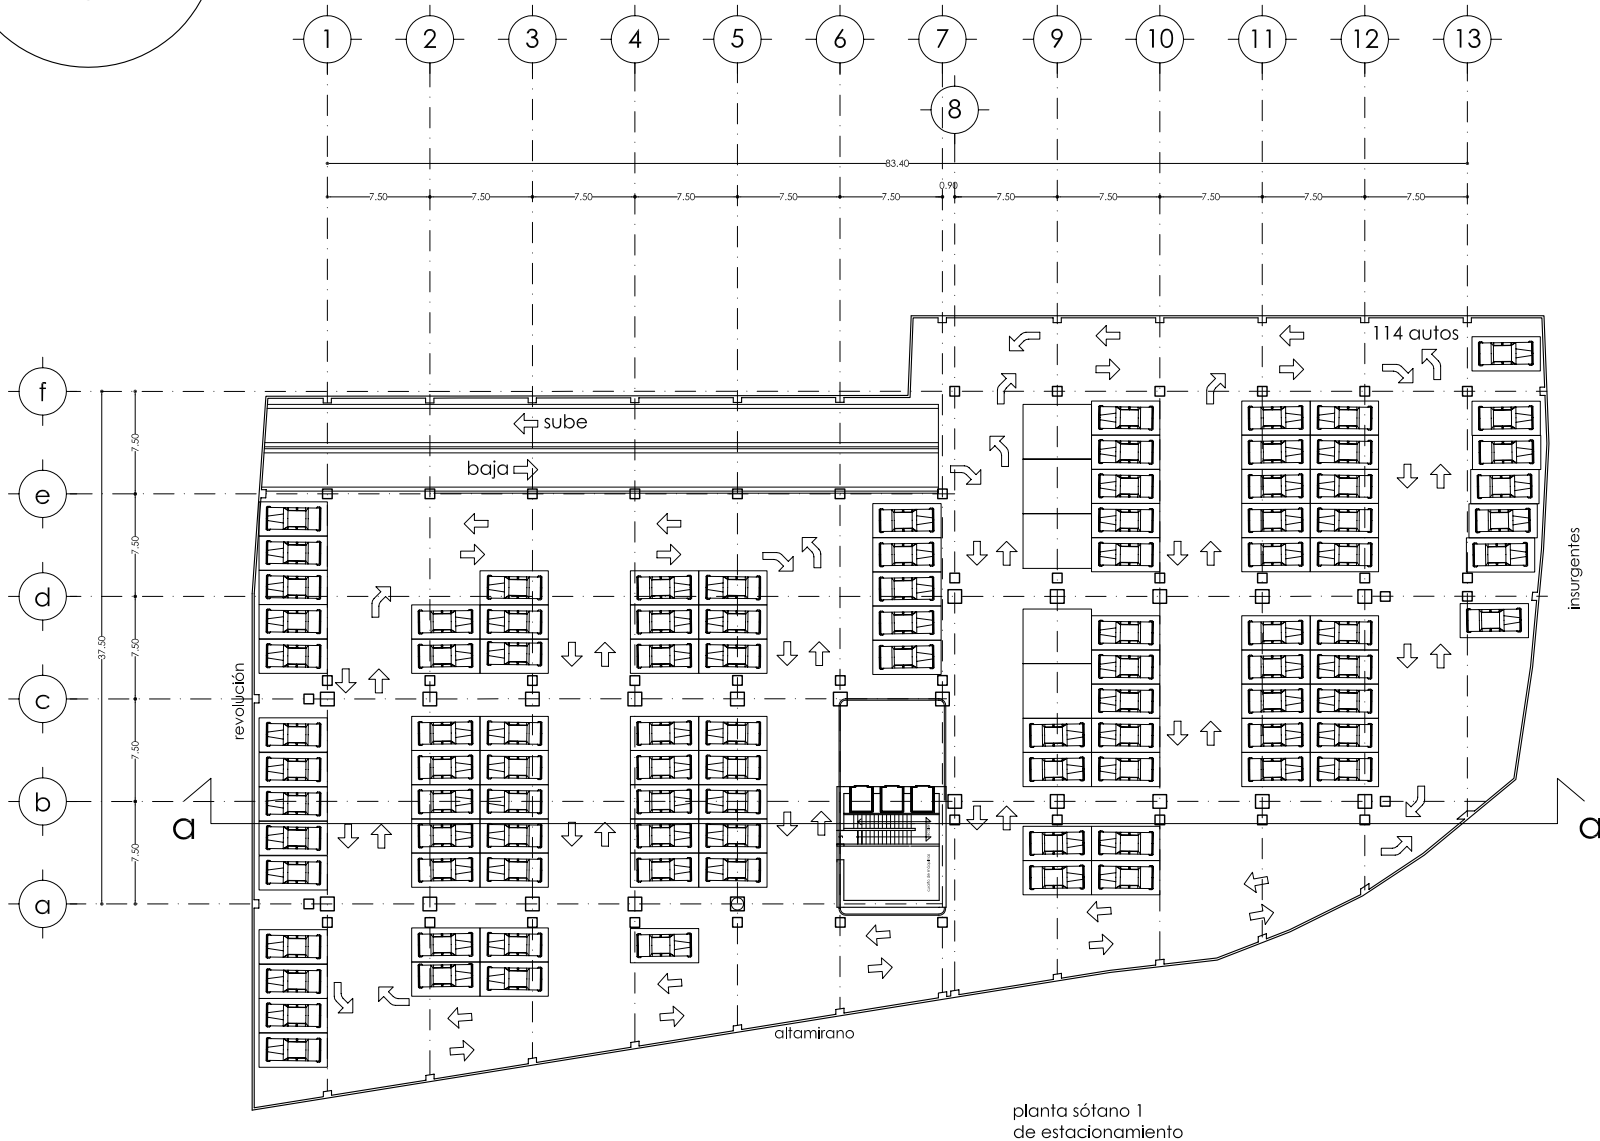 1 2 3 4 5 6 7 9 10 11 12 13
8
83.40
0.90
7.50 7.50 7.50 7.50 7.50 7.50 7.50 7.50 7.50 7.50 7.50
114 autos
f
sube
7.50
baja
e
7.50
insurgentes
d
37.50
7.50
revolución
c
7.50
b
a
a
7.50
a
altamirano
planta sótano 1
de estacionamiento